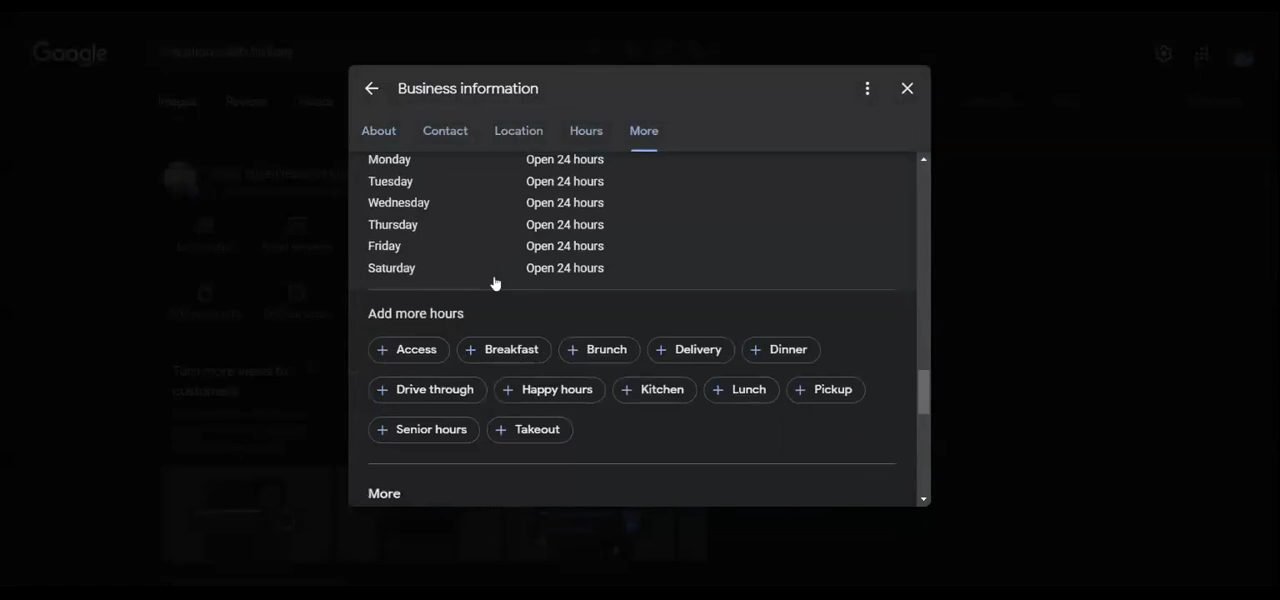 Google
Business information
About Contact Location Hours More
Monday Open 24 hours
Tuesday Open 24 hours
Wednesday Open 24 hours
Thursday Open 24 hours
Friday Open 24 hours
Saturday Open 24 hours
Add more hours
+ Access + Breakfast + Brunch + Delivery + Dinner
+ Drive through + Happy hours + Kitchen + Lunch + Pickup
+ Senior hours + Takeout
More